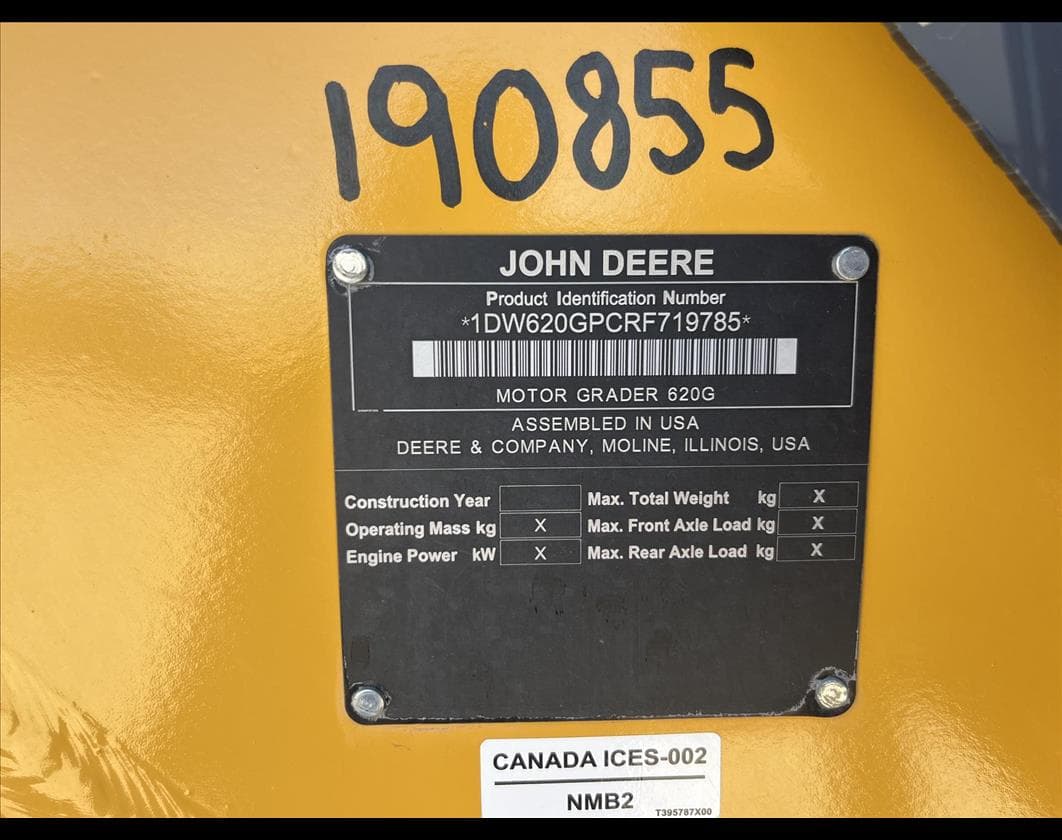 190855
JOHN DEERE
Product Identification Number
*1DW620GPCRF719785*
MOTOR GRADER 620G
ASSEMBLED IN USA
DEERE & COMPANY, MOLINE, ILLINOIS, USA
Construction Year Max. Total Weight kg X
Operating Mass kg X Max. Front Axle Load kg X
Engine Power kW X Max. Rear Axle Load kg X
CANADA ICES-002
NMB2
T395787X00